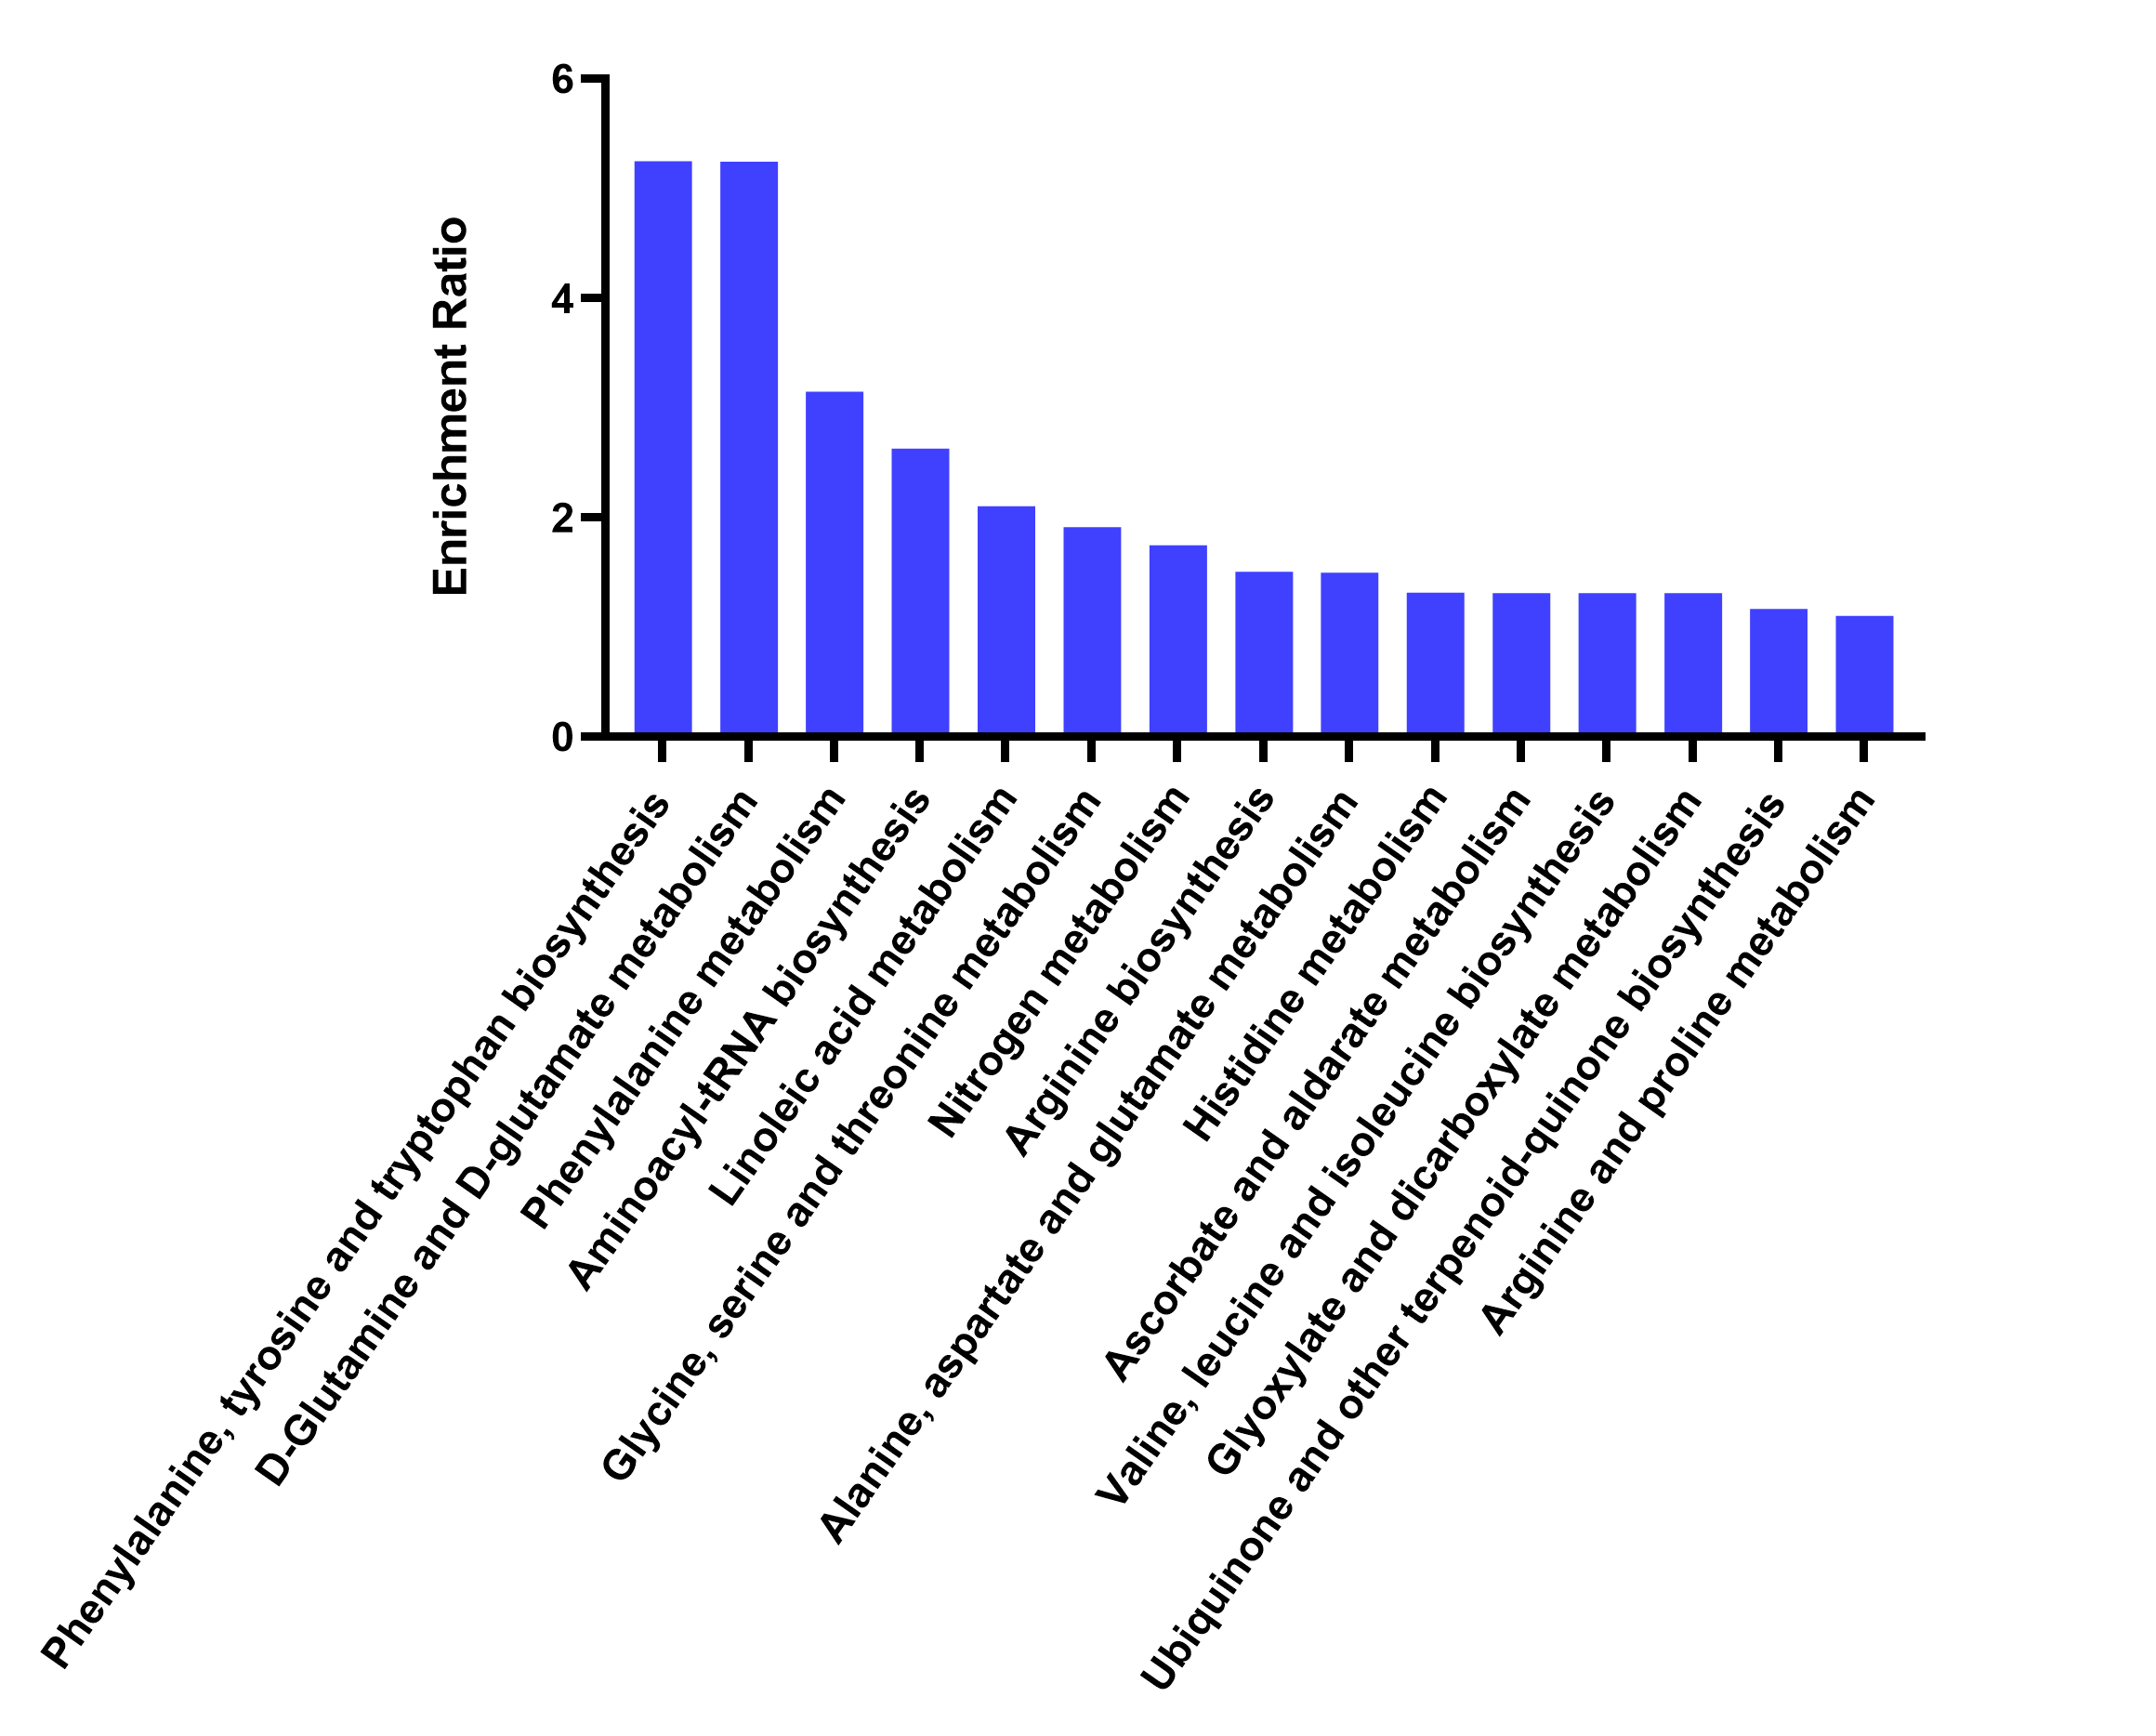 Enrichment Ratio
6
4
2
0
Phenylalanine, tyrosine and tryptophan biosynthesis
D-Glutamine and D-glutamate metabolism
Phenylalanine metabolism
Aminoacyl-tRNA biosynthesis
Linoleic acid metabolism
Glycine, serine and threonine metabolism
Nitrogen metabolism
Arginine biosynthesis
Alanine, aspartate and glutamate metabolism
Histidine metabolism
Ascorbate and aldarate metabolism
Valine, leucine and isoleucine biosynthesis
Glyoxylate and dicarboxylate metabolism
Ubiquinone and other terpenoid-quinone biosynthesis
Arginine and proline metabolism